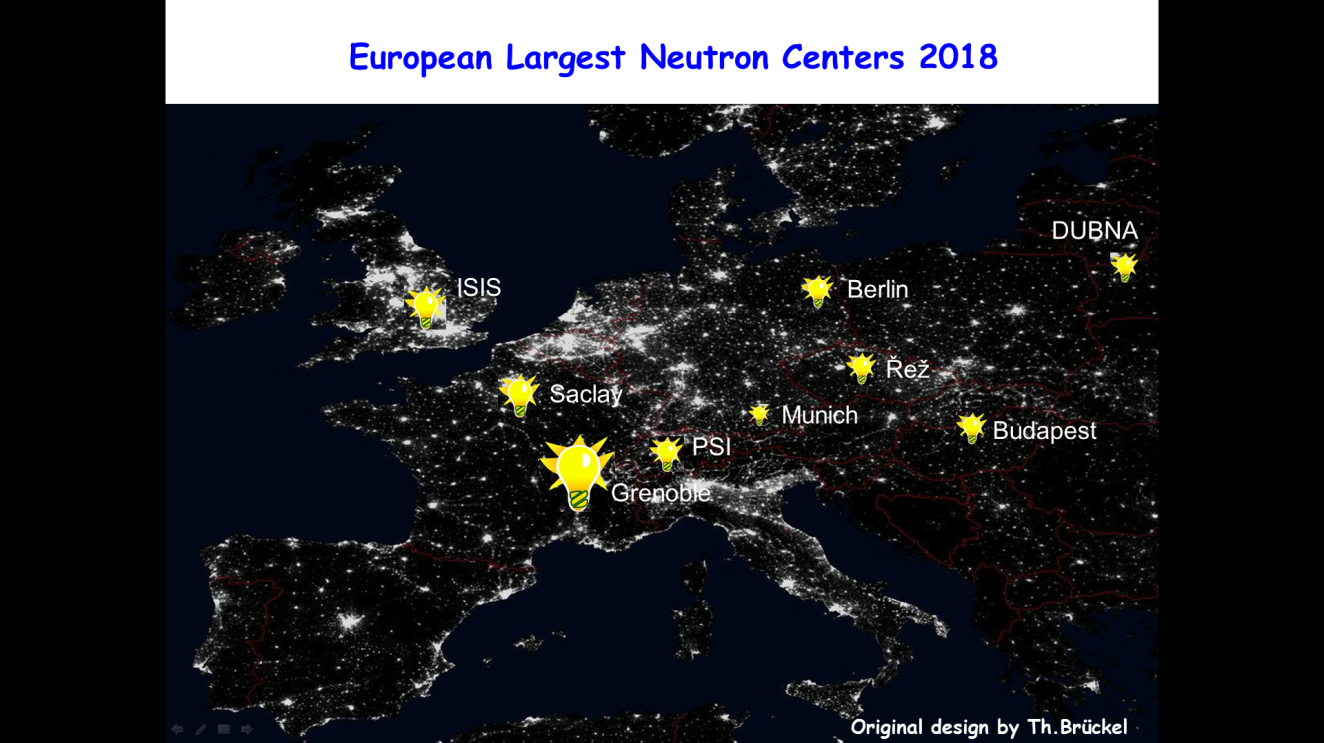 European Largest Neutron Centers 2018
DUBNA
ISIS
Berlin
Řež
Saclay
Munich
Budapest
PSI
Grenoble
Original design by Th.Brückel